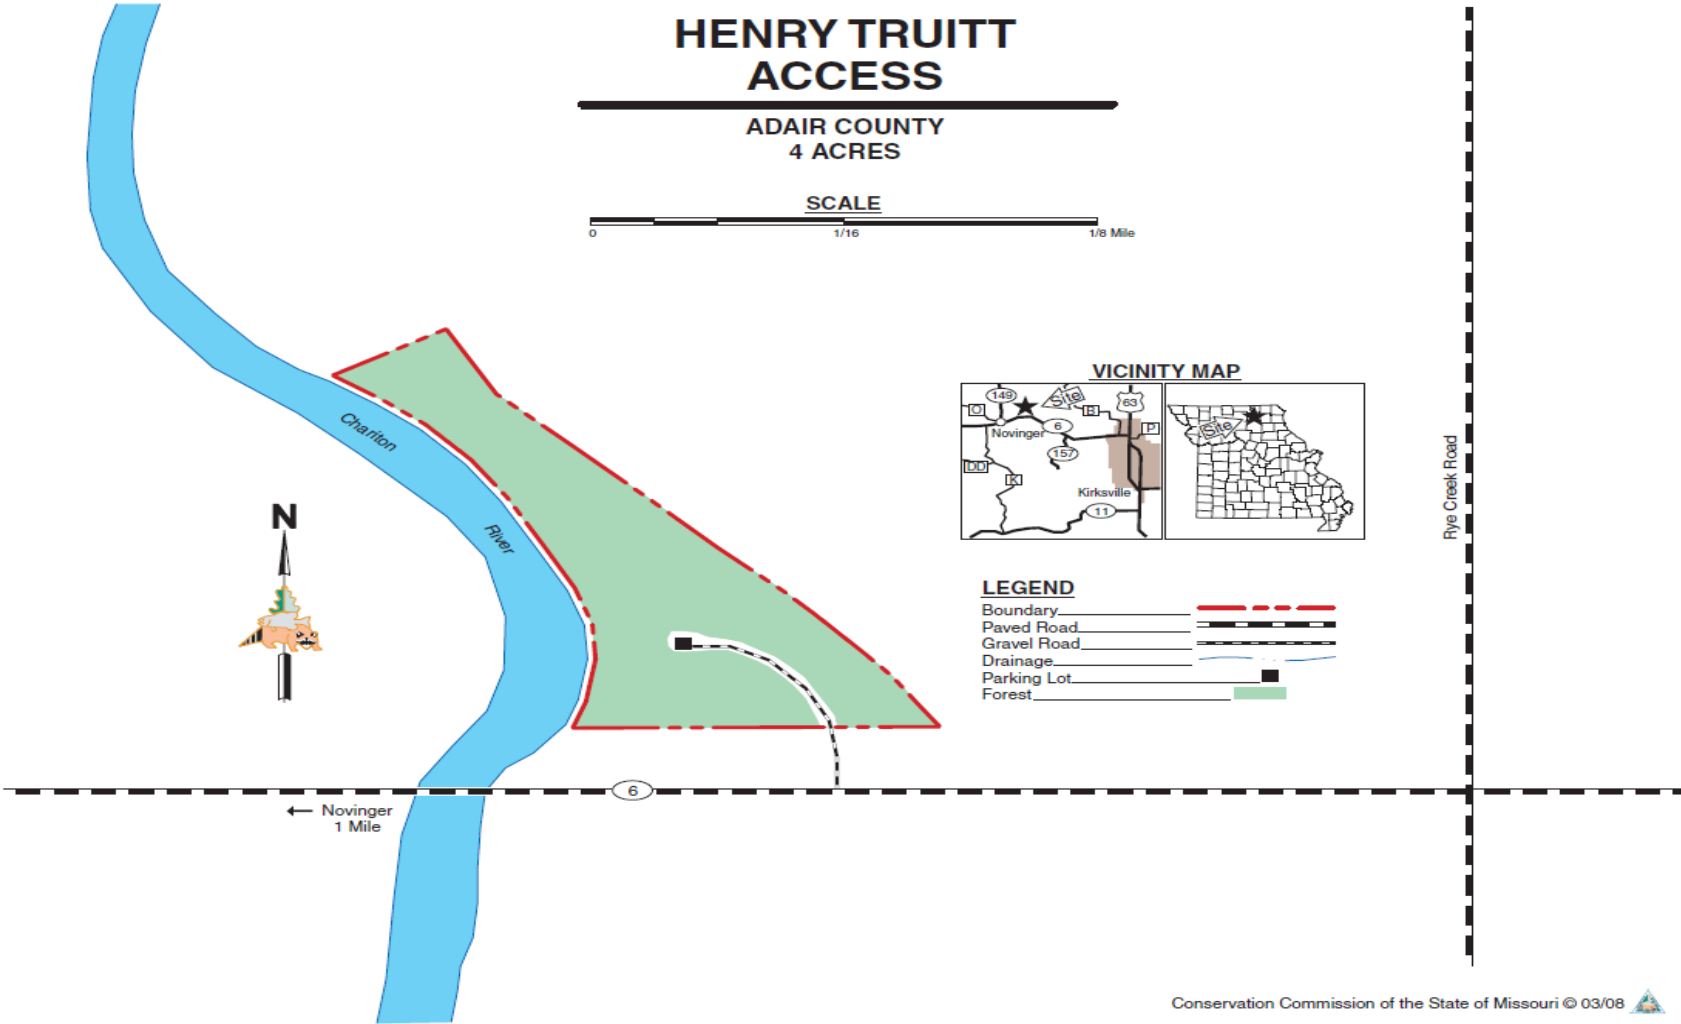 HENRY TRUITT
ACCESS
ADAIR COUNTY
4 ACRES
SCALE
0 1/16 1/8 Mile
Chariton
River
N
VICINITY MAP
149
Site
63
O
B
Novinger
6
P
157
DD
K
Kirksville
11
Site
Rye Creek Road
LEGEND
Boundary
Paved Road
Gravel Road
Drainage
Parking Lot
Forest
6
Novinger
1 Mile
Conservation Commission of the State of Missouri © 03/08